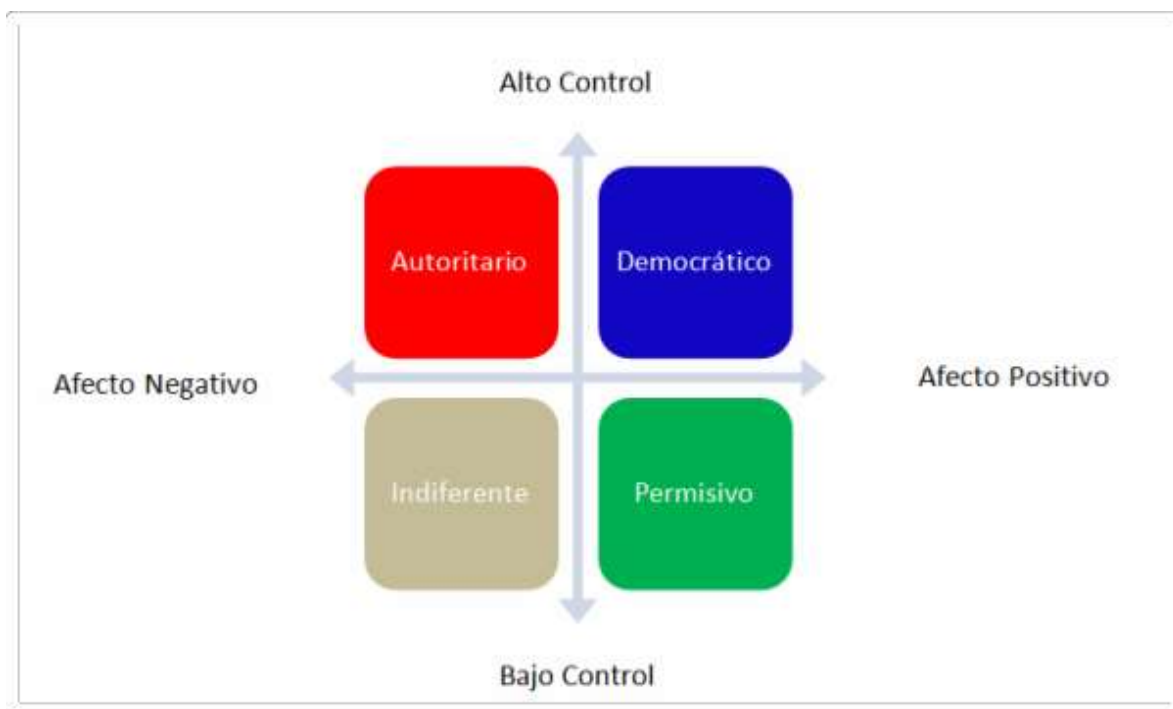 Alto Control
Autoritario
Democrático
Afecto Negativo
Afecto Positivo
Indiferente
Permisivo
Bajo Control